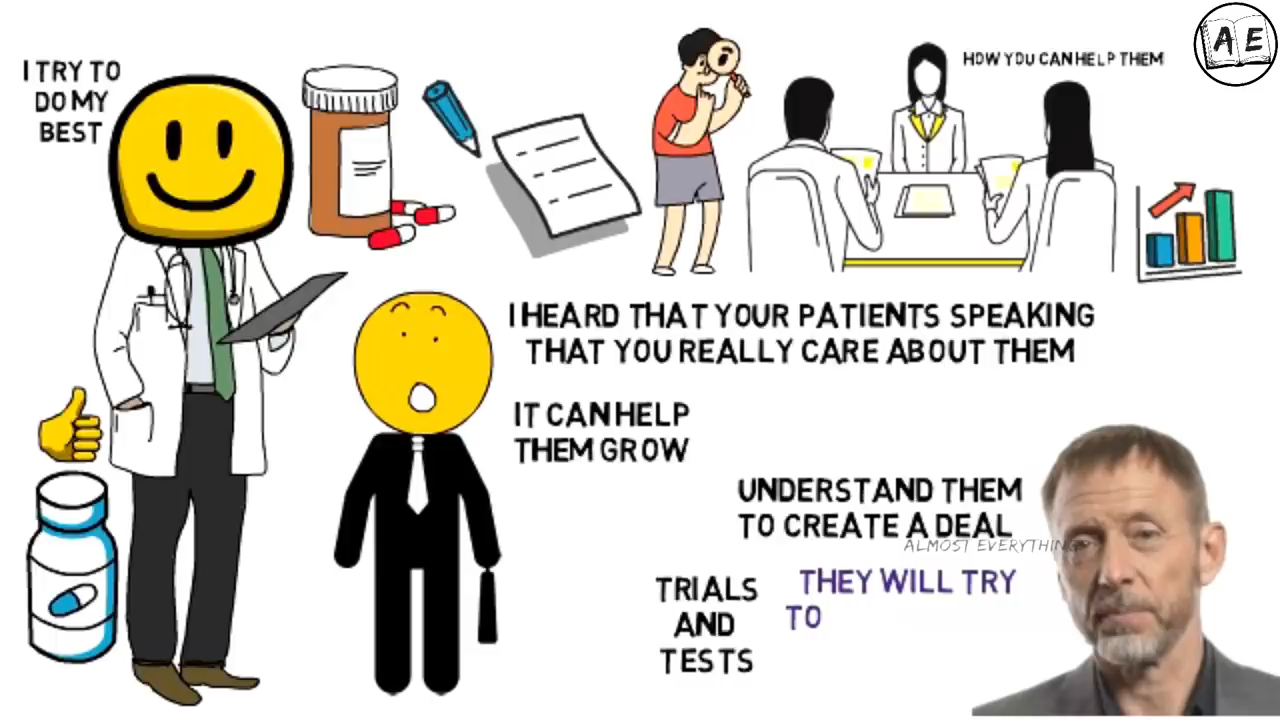 I TRY TO
DO MY
BEST
HOW YOU CAN HELP THEM
A E
I HEARD THAT YOUR PATIENTS SPEAKING
THAT YOU REALLY CARE ABOUT THEM
IT CAN HELP
THEM GROW
UNDERSTAND THEM
TO CREATE A DEAL
ALMOST EVERYTHING
THEY WILL TRY
TO
TRIALS
AND
TESTS